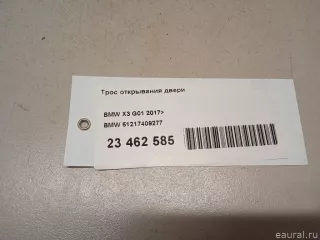 Трос открывания двери
BMW X3 G01 2017>
BMW 51217409277
23 462 585
eaural.ru